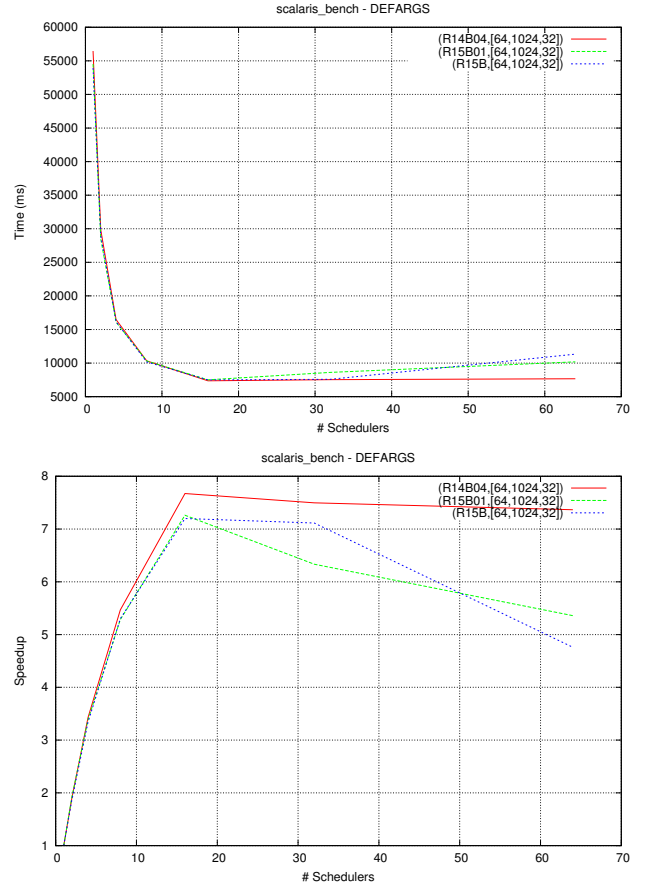 scalaris_bench - DEFARGS
60000
55000
50000
45000
40000
35000
30000
25000
20000
15000
10000
5000
Time (ms)
(R14B04,[64,1024,32])
(R15B01,[64,1024,32])
(R15B,[64,1024,32])
0 10 20 30 40 50 60 70
# Schedulers
scalaris_bench - DEFARGS
8
7
6
5
4
3
2
1
Speedup
(R14B04,[64,1024,32])
(R15B01,[64,1024,32])
(R15B,[64,1024,32])
0 10 20 30 40 50 60 70
# Schedulers